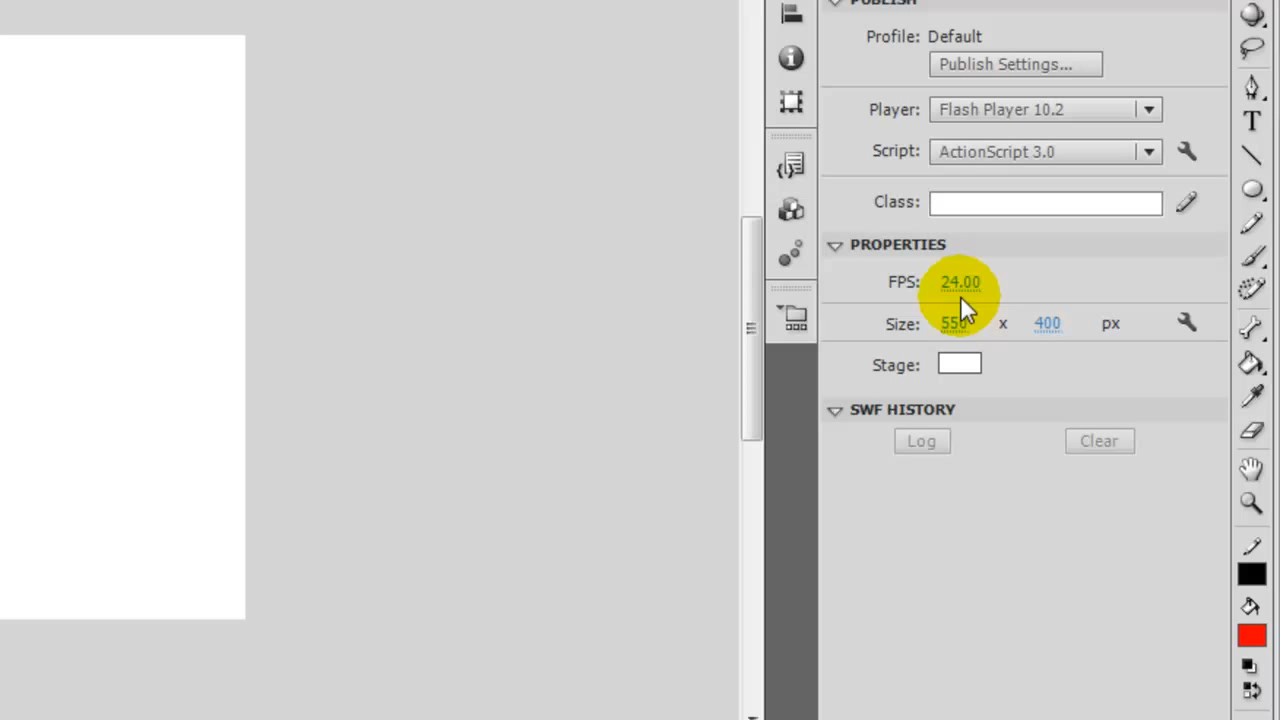 PUBLISH
Profile: Default
Publish Settings...
Player: Flash Player 10.2
Script: ActionScript 3.0
Class:
PROPERTIES
FPS: 24.00
Size: 550 x 400 px
Stage:
SWF HISTORY
Log Clear